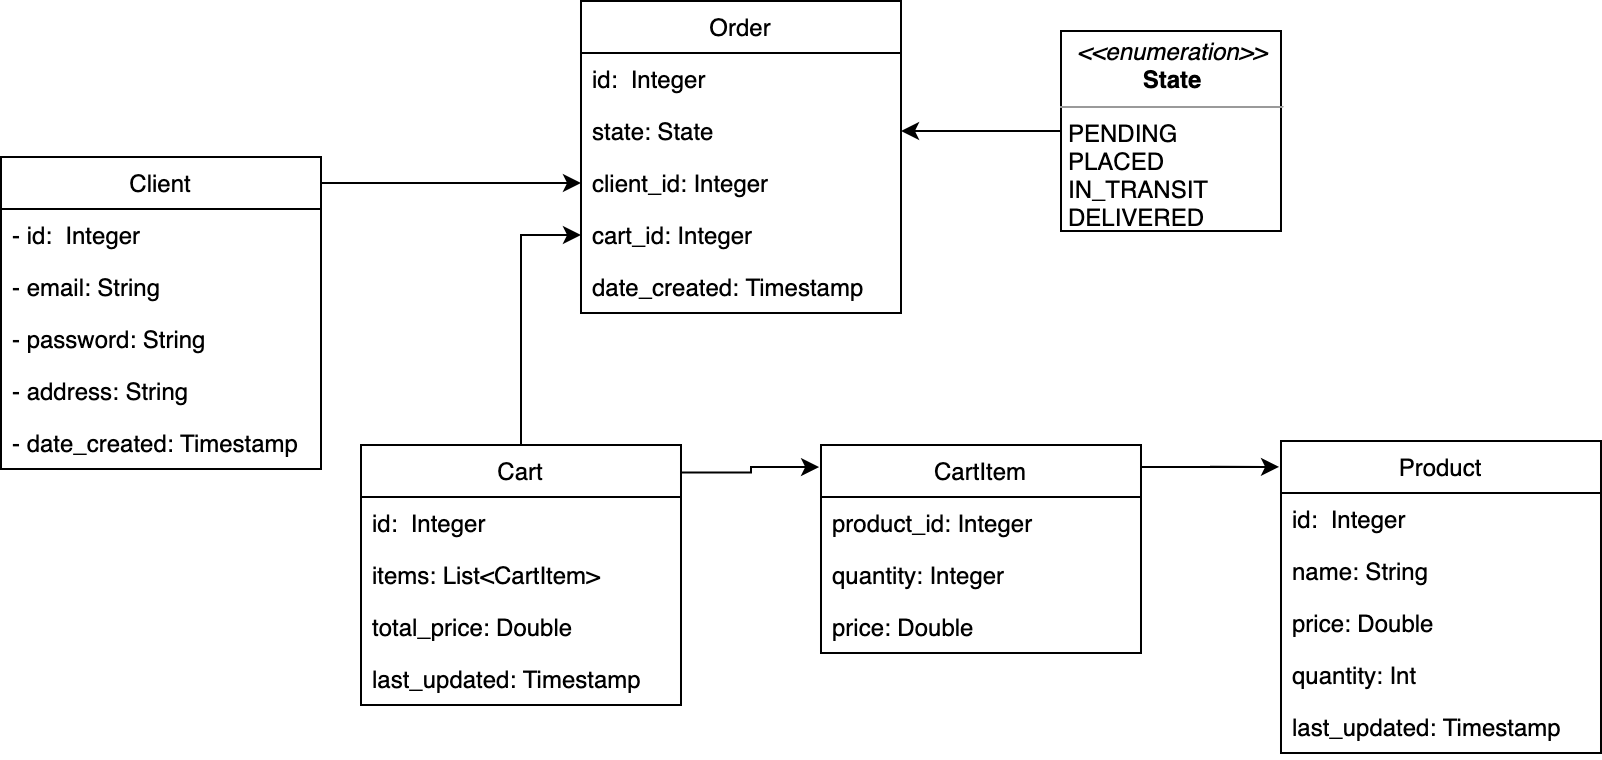 Order
id:  Integer
state: State
client_id: Integer
cart_id: Integer
date_created: Timestamp
<<enumeration>>
State
PENDING
PLACED
IN_TRANSIT
DELIVERED
Client
- id:  Integer
- email: String
- password: String
- address: String
- date_created: Timestamp
Cart
id:  Integer
items: List<CartItem>
total_price: Double
last_updated: Timestamp
CartItem
product_id: Integer
quantity: Integer
price: Double
Product
id:  Integer
name: String
price: Double
quantity: Int
last_updated: Timestamp